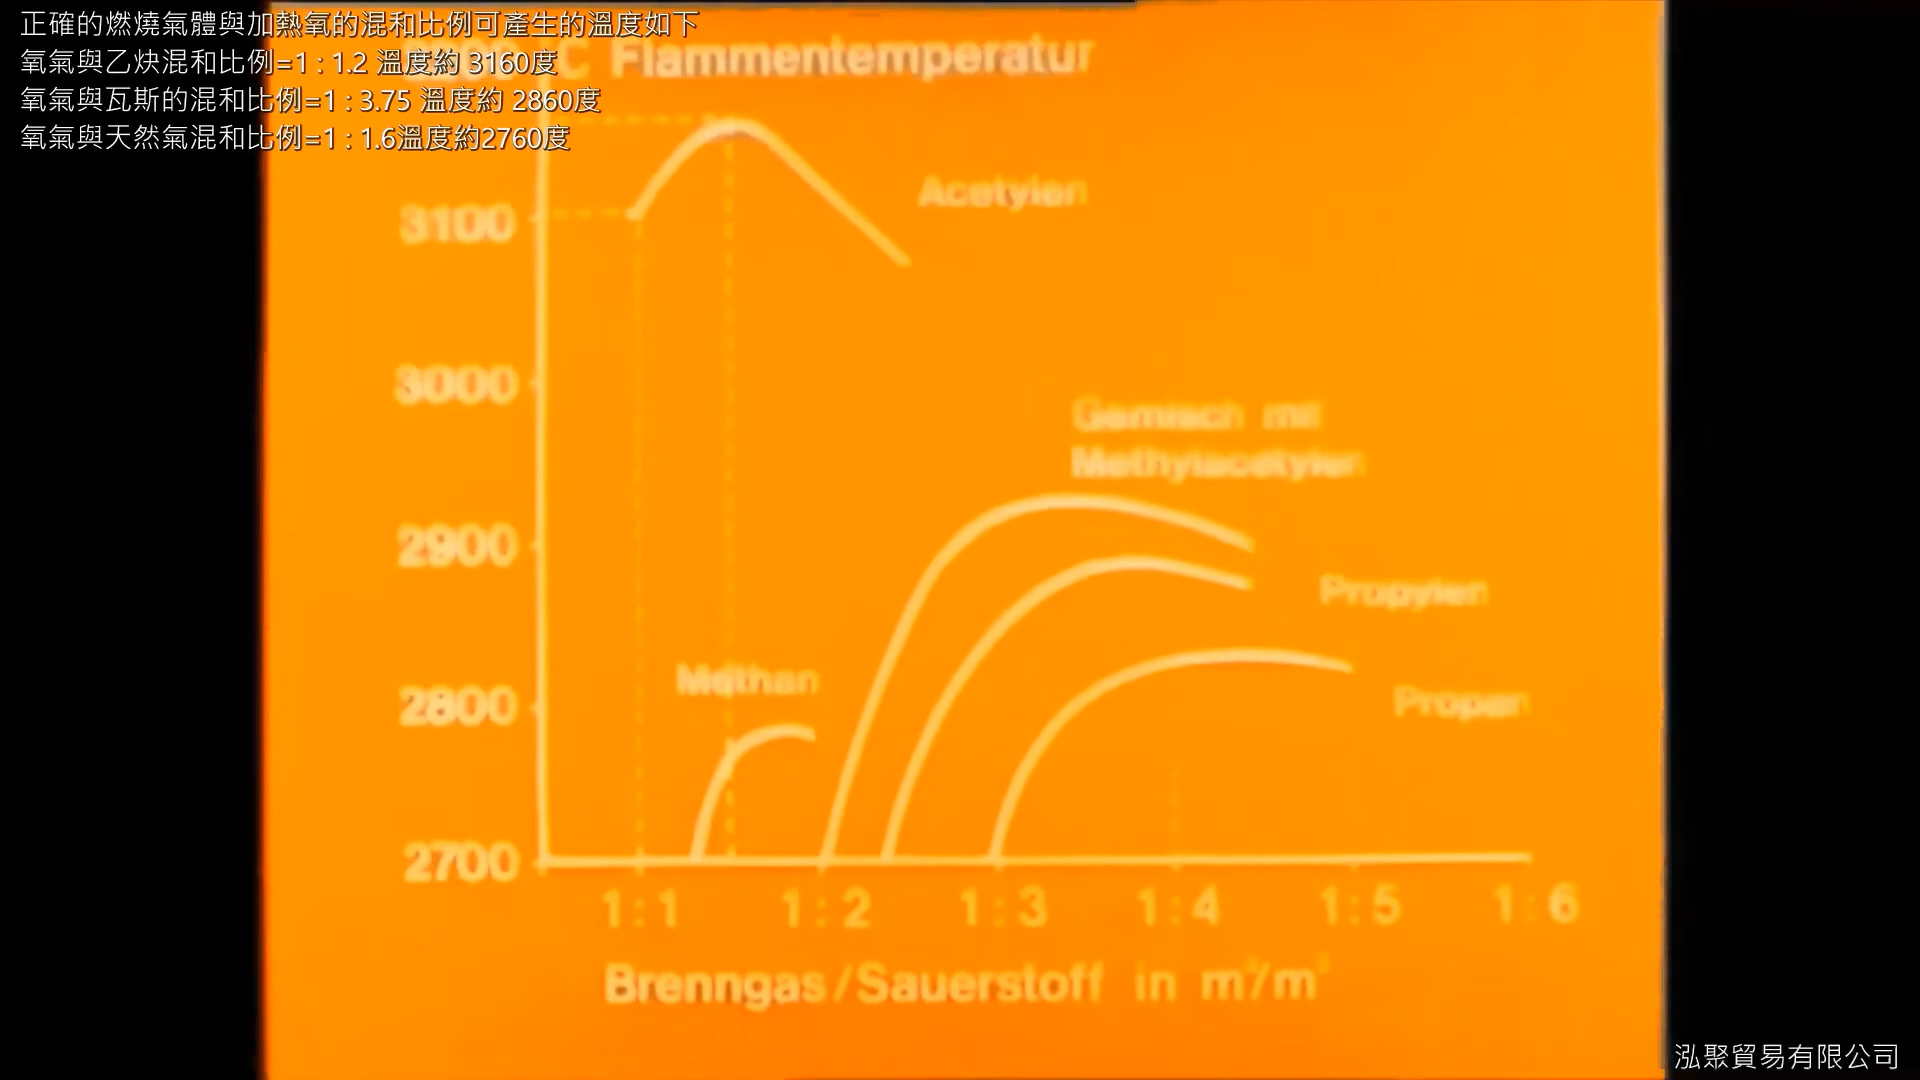 正確的燃燒氣體與加熱氧的混和比例可產生的溫度如下
氧氣與乙炔混和比例=1 : 1.2 溫度約 3160度
氧氣與瓦斯的混和比例=1 : 3.75 溫度約 2860度
氧氣與天然氣混和比例=1 : 1.6溫度約2760度
C Flammentemperatur
Acetylen
3100
3000
Gemisch mit
Methylacetylen
2900
Propylen
Methan
2800
Propan
2700
1:1 1:2 1:3 1:4 1:5 1:6
Brenngas/Sauerstoff in m³/m³
泓聚貿易有限公司